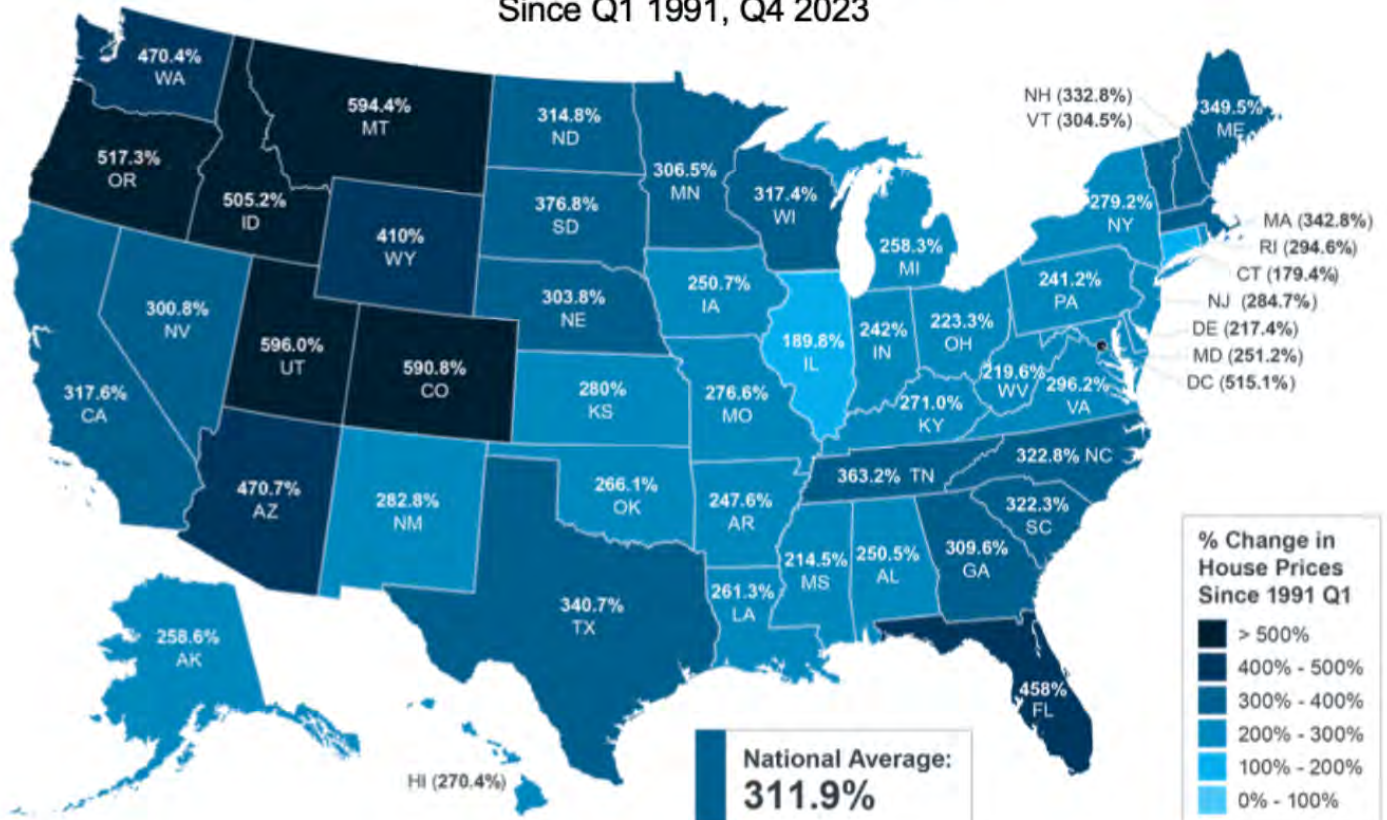 Since Q1 1991, Q4 2023
470.4%
WA
594.4%
MT
314.8%
ND
306.5%
MN
317.4%
WI
NH (332.8%)
VT (304.5%)
349.5%
ME
517.3%
OR
505.2%
ID
410%
WY
376.8%
SD
258.3%
MI
279.2%
NY
MA (342.8%)
RI (294.6%)
CT (179.4%)
NJ (284.7%)
DE (217.4%)
MD (251.2%)
DC (515.1%)
300.8%
NV
596.0%
UT
590.8%
CO
303.8%
NE
250.7%
IA
189.8%
IL
242%
IN
223.3%
OH
241.2%
PA
317.6%
CA
280%
KS
276.6%
MO
271.0%
KY
219.6%
WV
296.2%
VA
470.7%
AZ
282.8%
NM
266.1%
OK
247.6%
AR
363.2% TN
322.8% NC
322.3%
SC
340.7%
TX
261.3%
LA
214.5%
MS
250.5%
AL
309.6%
GA
458%
FL
258.6%
AK
HI (270.4%)
National Average:
311.9%
% Change in
House Prices
Since 1991 Q1
> 500%
400% - 500%
300% - 400%
200% - 300%
100% - 200%
0% - 100%